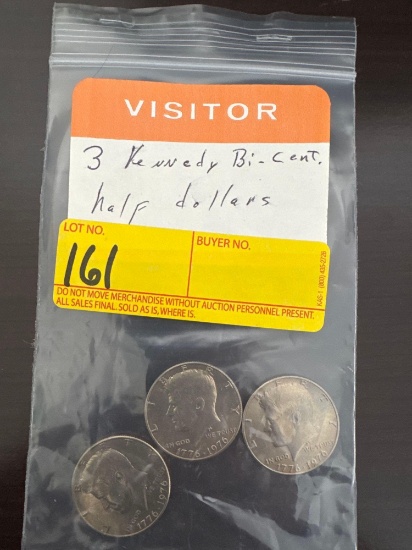 VISITOR
3 Kennedy Bi-Cent.
half dollars
LOT NO.
161
BUYER NO.
DO NOT MOVE MERCHANDISE WITHOUT AUCTION PERSONNEL PRESENT.
ALL SALES FINAL. SOLD AS IS, WHERE IS.
LIBERTY
IN GOD WE TRUST
1776-1976
LIBERTY
IN GOD
1776-1976
1776-1976